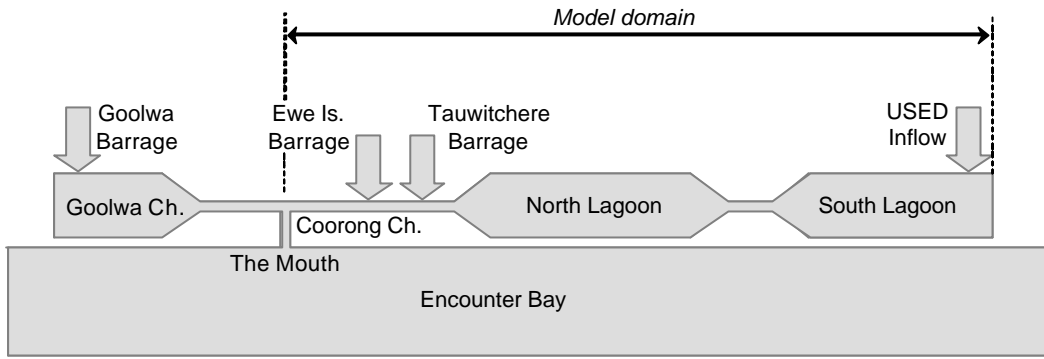 Model domain
Goolwa
Barrage
Ewe Is.
Barrage
Tauwitchere
Barrage
USED
Inflow
Goolwa Ch.
Coorong Ch.
North Lagoon
South Lagoon
The Mouth
Encounter Bay